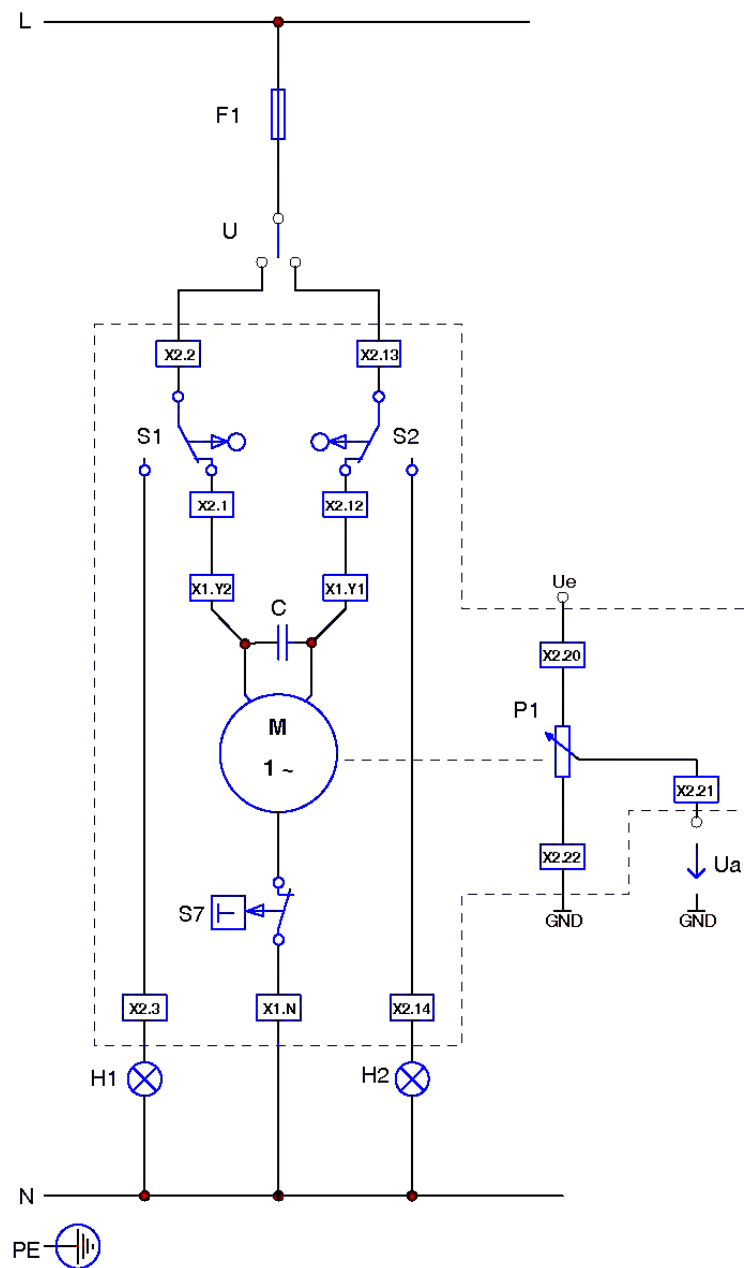 L
F1
U
X2.2
X2.13
S1
S2
X2.1
X2.12
X1.Y2
X1.Y1
C
Ue
X2.20
M
1 ~
P1
X2.21
X2.22
Ua
GND
GND
S7
X2.3
X1.N
X2.14
H1
H2
N
PE